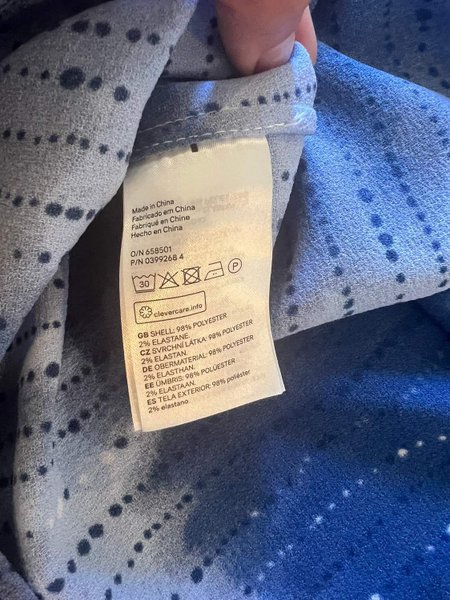 Made in China
Fabricado em China
Fabriqué en China
Hecho en China
O/N 658501
P/N 0399268 4
30 P
clevercare.info
GB SHELL: 98% POLYESTER
2% ELASTANE.
CZ SVRCHNÍ LÁTKA: 98% POLYESTER
2% ELASTAN.
DE OBERMATERIAL: 98% POLYESTER
2% ELASTHAN.
EE ÜMBRIS: 98% POLÜESTER
2% ELASTAAN.
ES TELA EXTERIOR: 98% poliéster
2% elastano